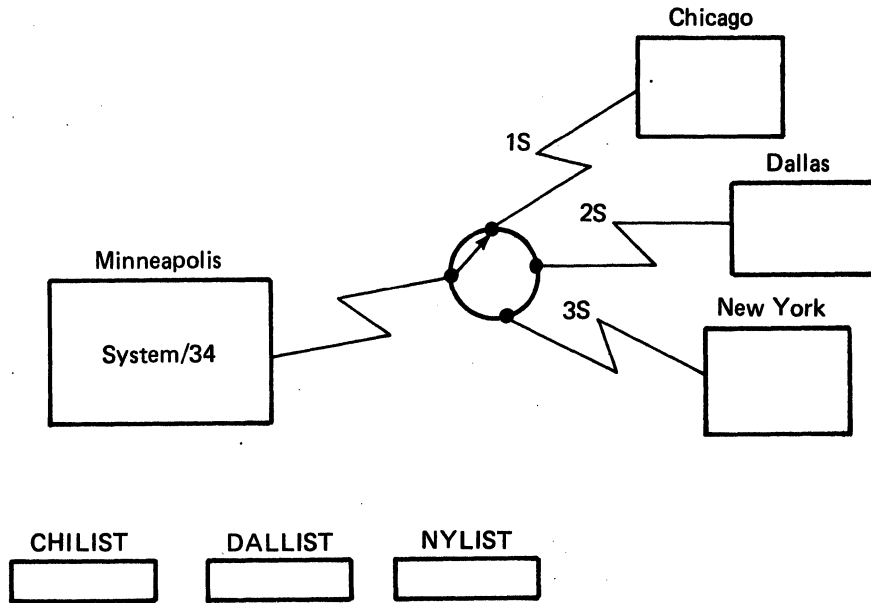 Chicago
1S
Dallas
2S
Minneapolis
New York
3S
System/34
CHILIST DALLIST NYLIST